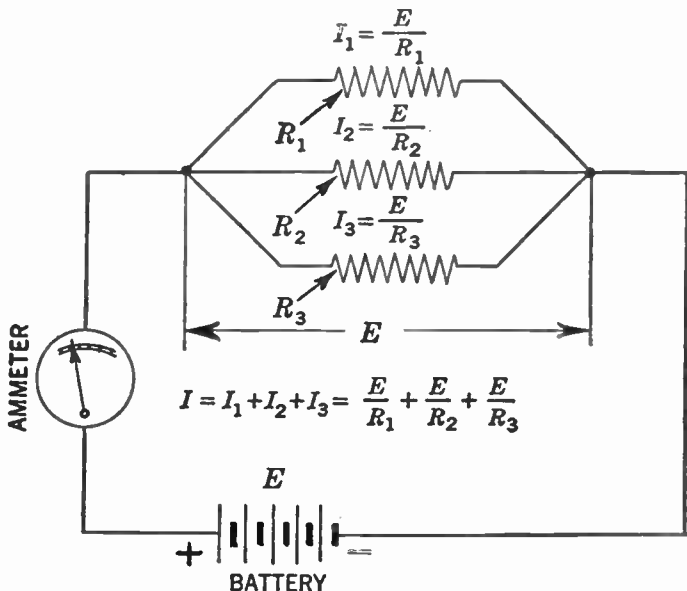 I₁ = E/R₁
R₁
I₂ = E/R₂
R₂
I₃ = E/R₃
R₃
E
AMMETER
I = I₁ + I₂ + I₃ = E/R₁ + E/R₂ + E/R₃
E
+ −
BATTERY